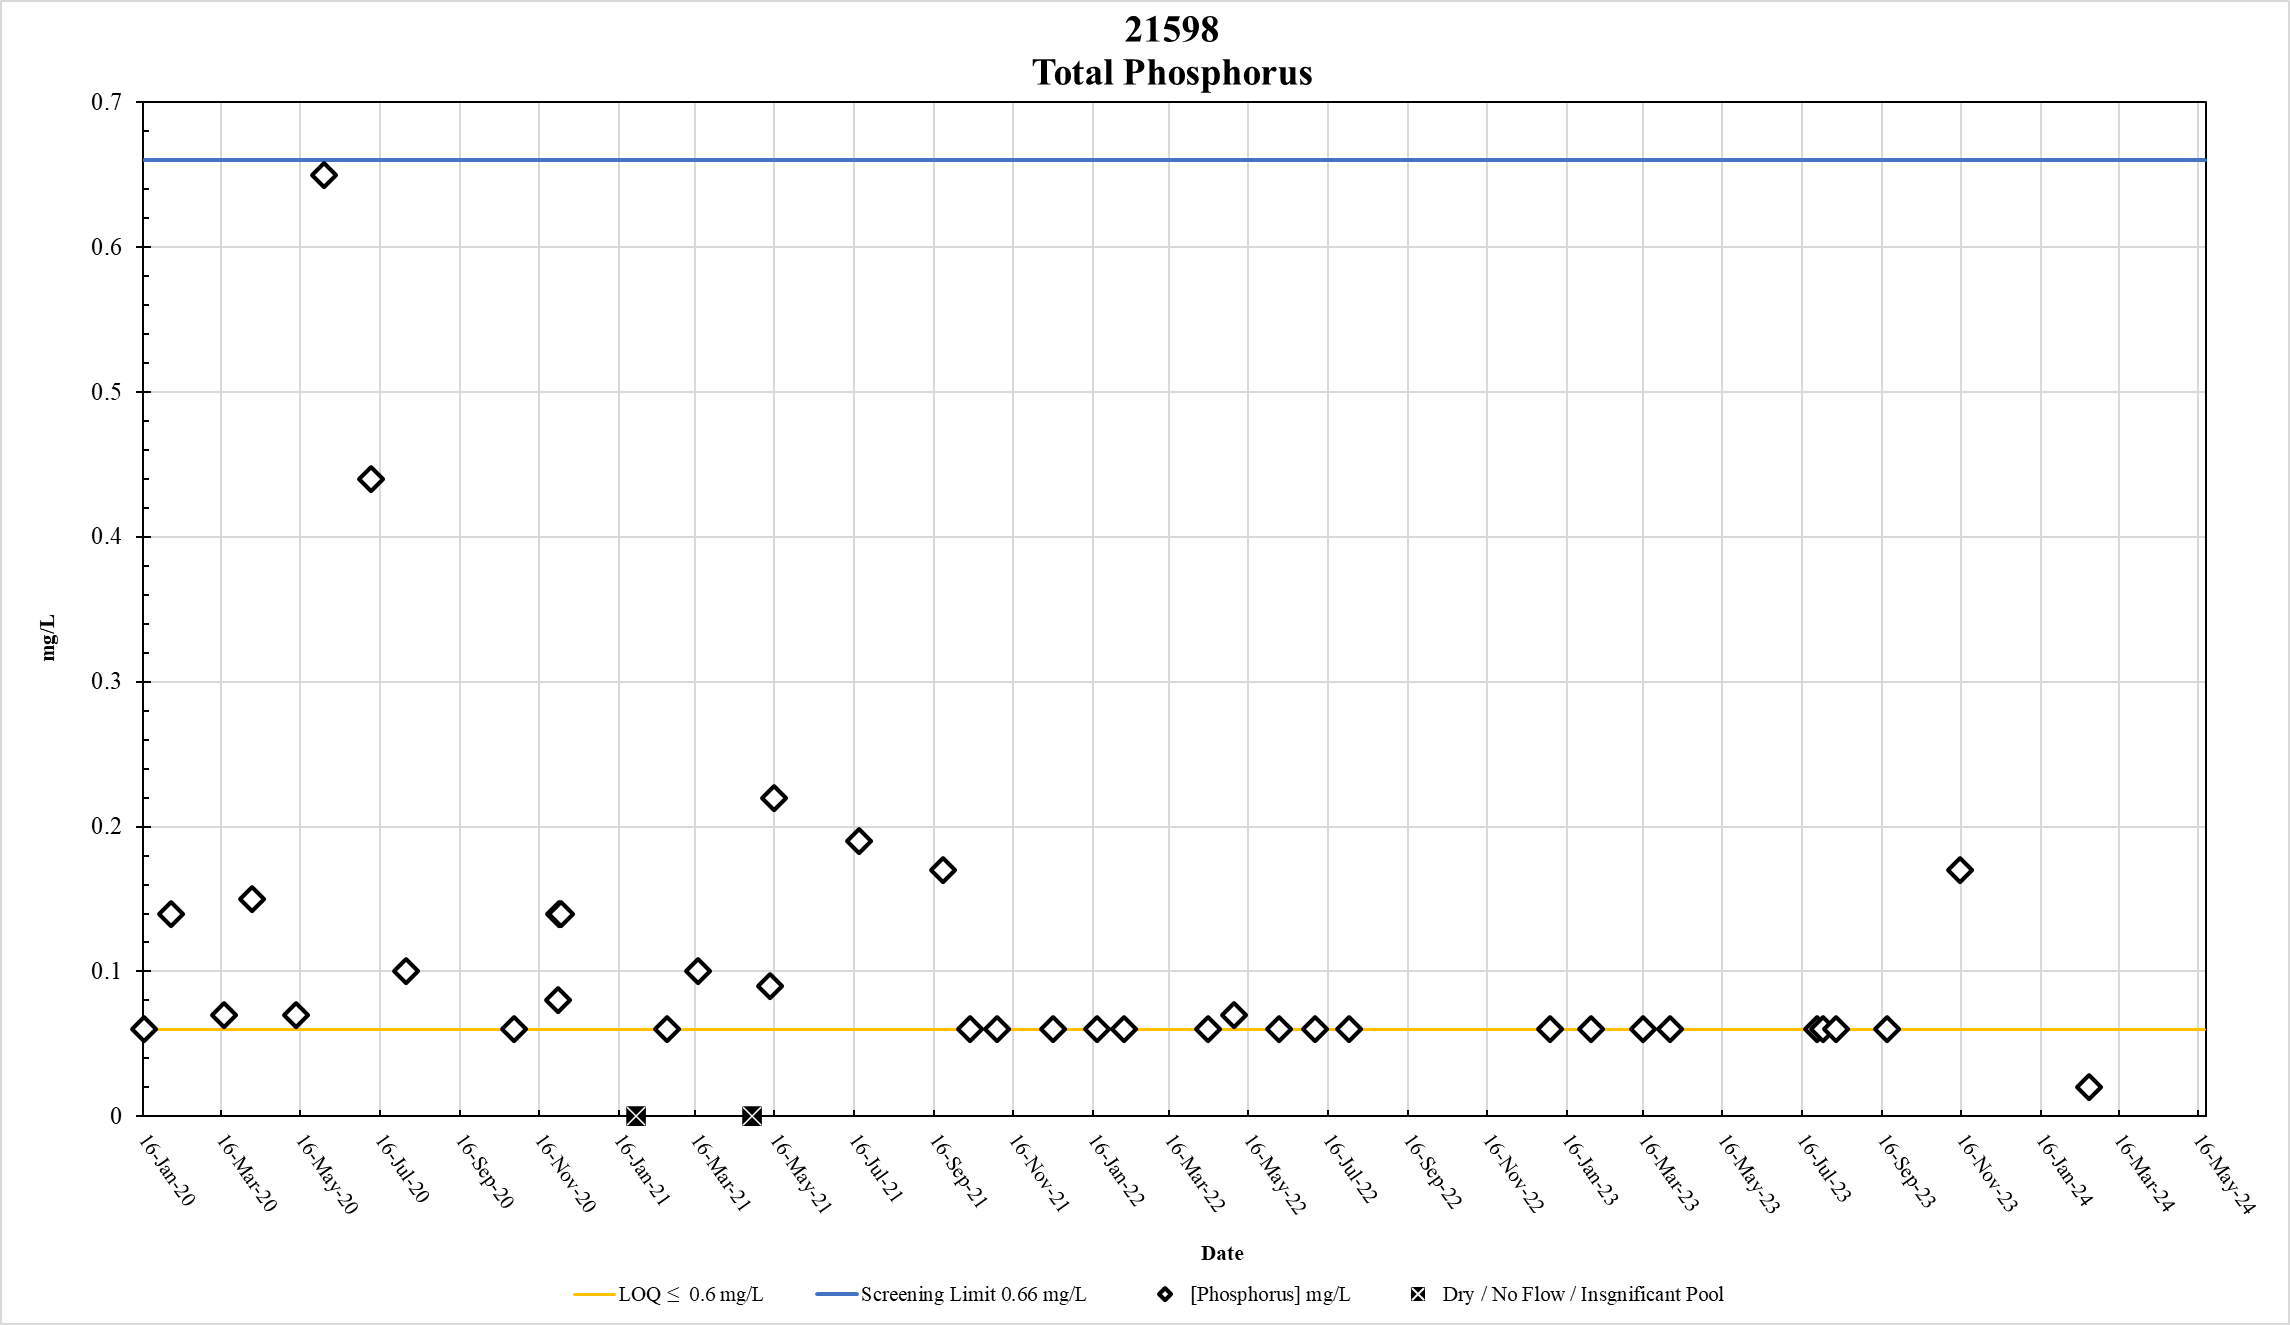 21598
Total Phosphorus
0.7
0.6
0.5
0.4
0.3
0.2
0.1
0
mg/L
16-Jan-20
16-Mar-20
16-May-20
16-Jul-20
16-Sep-20
16-Nov-20
16-Jan-21
16-Mar-21
16-May-21
16-Jul-21
16-Sep-21
16-Nov-21
16-Jan-22
16-Mar-22
16-May-22
16-Jul-22
16-Sep-22
16-Nov-22
16-Jan-23
16-Mar-23
16-May-23
16-Jul-23
16-Sep-23
16-Nov-23
16-Jan-24
16-Mar-24
16-May-24
Date
LOQ ≤ 0.6 mg/L
Screening Limit 0.66 mg/L
[Phosphorus] mg/L
Dry / No Flow / Insgnificant Pool